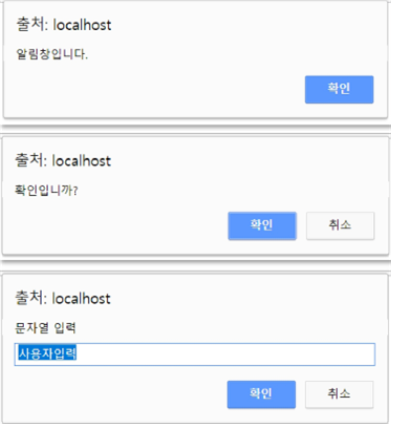 출처: localhost
알림창입니다.
확인
출처: localhost
확인입니까?
확인 취소
출처: localhost
문자열 입력
사용자입력
확인 취소